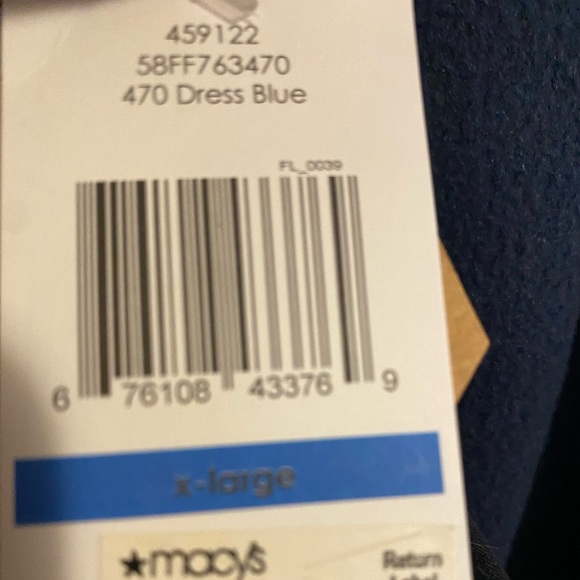 459122
58FF763470
470 Dress Blue
FL_0039
6 76108 43376 9
x-large
★macy's Return
Label